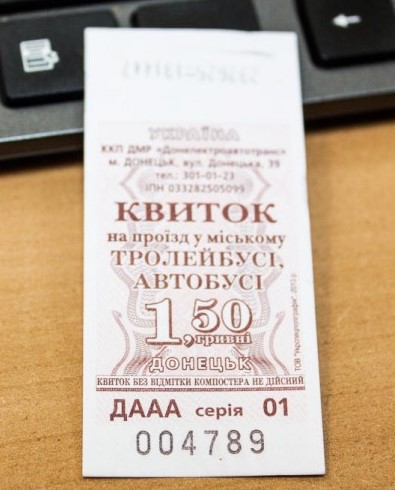 УКРАЇНА
ККП ДМР «Донелектроавтотранс»
м. ДОНЕЦЬК, вул. Донецька, 39
тел.: 301-01-23
ІПН 033282505099
КВИТОК
на проїзд у міському
ТРОЛЕЙБУСІ,
АВТОБУСІ
1,50
гривні
ДОНЕЦЬК
КВИТОК БЕЗ ВІДМІТКИ КОМПОСТЕРА НЕ ДІЙСНИЙ
ДААА серія 01
004789